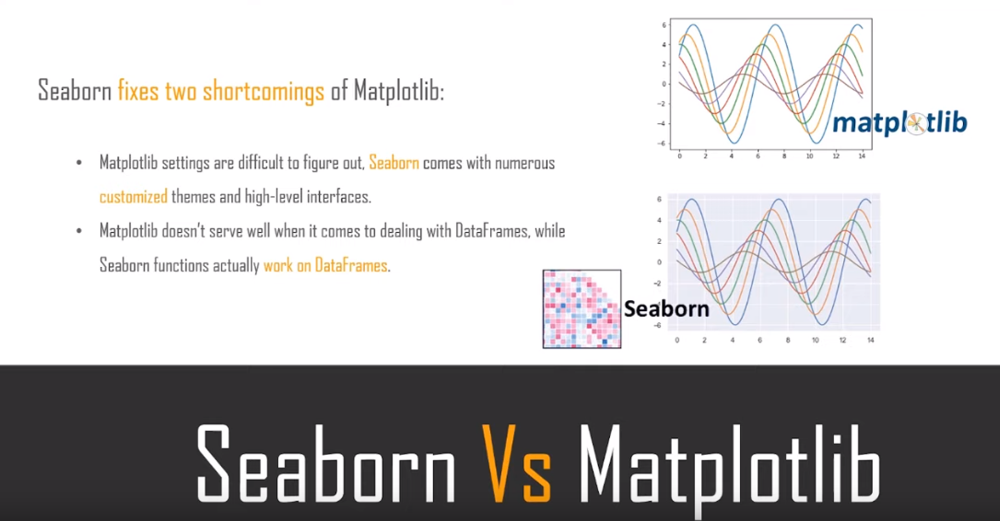 Seaborn fixes two shortcomings of Matplotlib:
• Matplotlib settings are difficult to figure out, Seaborn comes with numerous
customized themes and high-level interfaces.
• Matplotlib doesn't serve well when it comes to dealing with DataFrames, while
Seaborn functions actually work on DataFrames.
6
4
2
0
−2
−4
−6
0 2 4 6 8 10 12 14
matplotlib
6
4
2
0
−2
−4
−6
0 2 4 6 8 10 12 14
Seaborn
Seaborn Vs Matplotlib